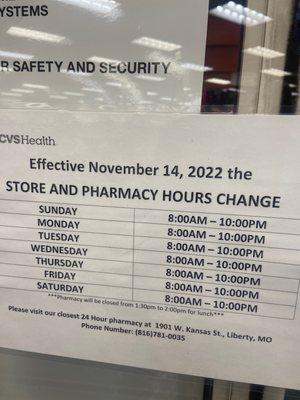 YSTEMS
R SAFETY AND SECURITY
CVSHealth
Effective November 14, 2022 the
STORE AND PHARMACY HOURS CHANGE
SUNDAY 8:00AM – 10:00PM
MONDAY 8:00AM – 10:00PM
TUESDAY 8:00AM – 10:00PM
WEDNESDAY 8:00AM – 10:00PM
THURSDAY 8:00AM – 10:00PM
FRIDAY 8:00AM – 10:00PM
SATURDAY 8:00AM – 10:00PM
***Pharmacy will be closed from 1:30pm to 2:00pm for lunch***
Please visit our closest 24 Hour pharmacy at 1901 W. Kansas St., Liberty, MO
Phone Number: (816)781-0035